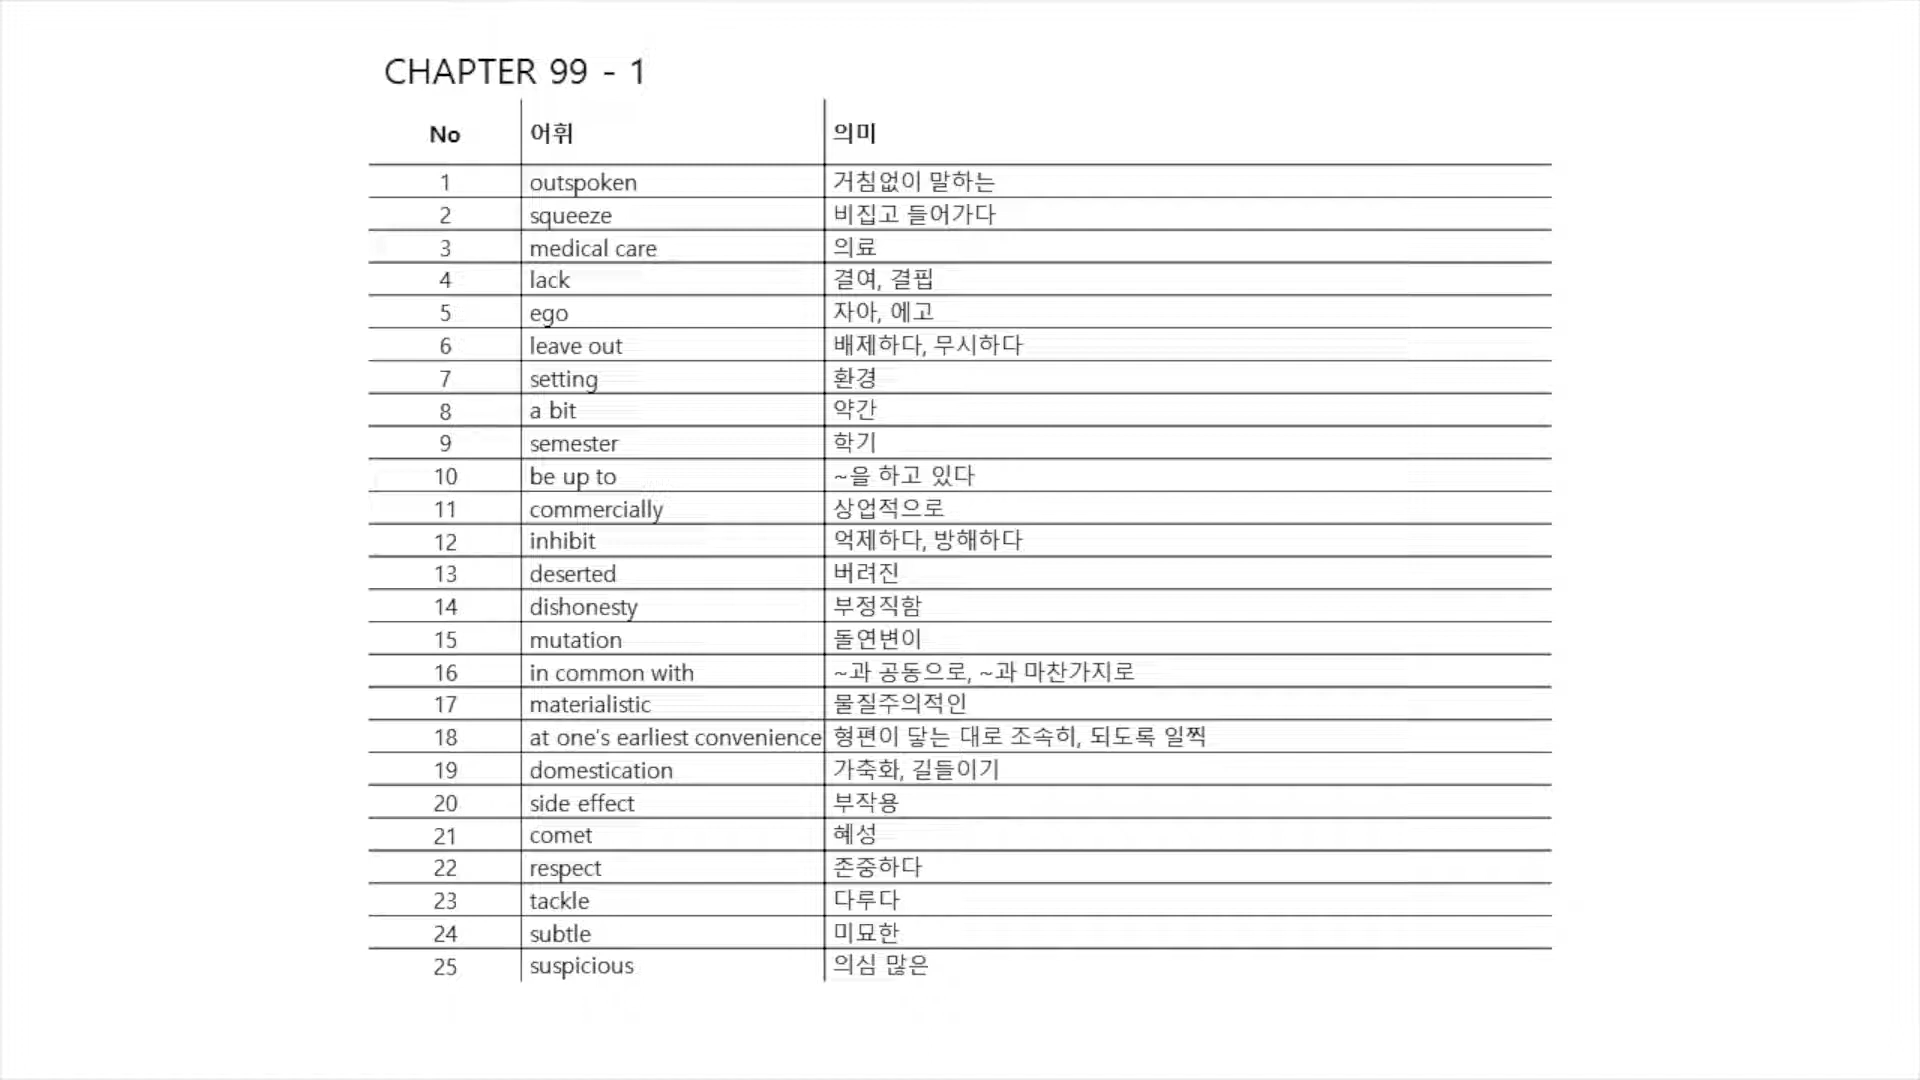 CHAPTER 99 - 1
No 어휘 의미
1 outspoken 거침없이 말하는
2 squeeze 비집고 들어가다
3 medical care 의료
4 lack 결여, 결핍
5 ego 자아, 에고
6 leave out 배제하다, 무시하다
7 setting 환경
8 a bit 약간
9 semester 학기
10 be up to ~을 하고 있다
11 commercially 상업적으로
12 inhibit 억제하다, 방해하다
13 deserted 버려진
14 dishonesty 부정직함
15 mutation 돌연변이
16 in common with ~과 공동으로, ~과 마찬가지로
17 materialistic 물질주의적인
18 at one's earliest convenience 형편이 닿는 대로 조속히, 되도록 일찍
19 domestication 가축화, 길들이기
20 side effect 부작용
21 comet 혜성
22 respect 존중하다
23 tackle 다루다
24 subtle 미묘한
25 suspicious 의심 많은